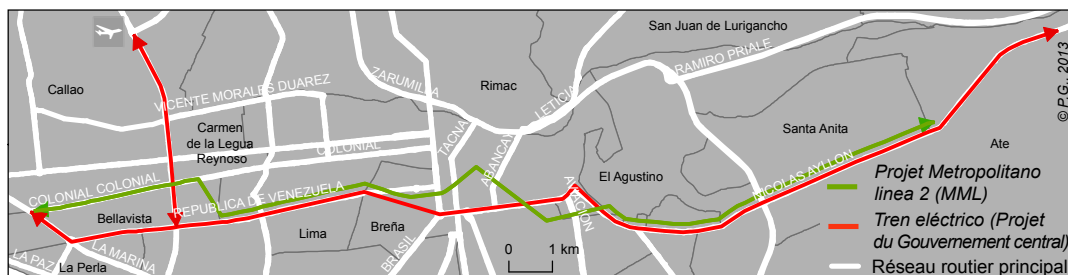 San Juan de Lurigancho
© P.G., 2013
RAMIRO PRIALE
ZARUMILLA
Rimac
Callao
VICENTE MORALES DUAREZ
LETICIA
Carmen
de la Legua
Reynoso
COLONIAL
TACNA
ABANCAY
Santa Anita
Ate
NICOLAS AYLLON
El Agustino
COLONIAL COLONIAL
REPUBLICA DE VENEZUELA
AVIACION
Bellavista
Lima
Breña
BRASIL
LA MARINA
LA PAZ
La Perla
0 1 km
Projet Metropolitano
linea 2 (MML)
Tren eléctrico (Projet
du Gouvernement central)
Réseau routier principal